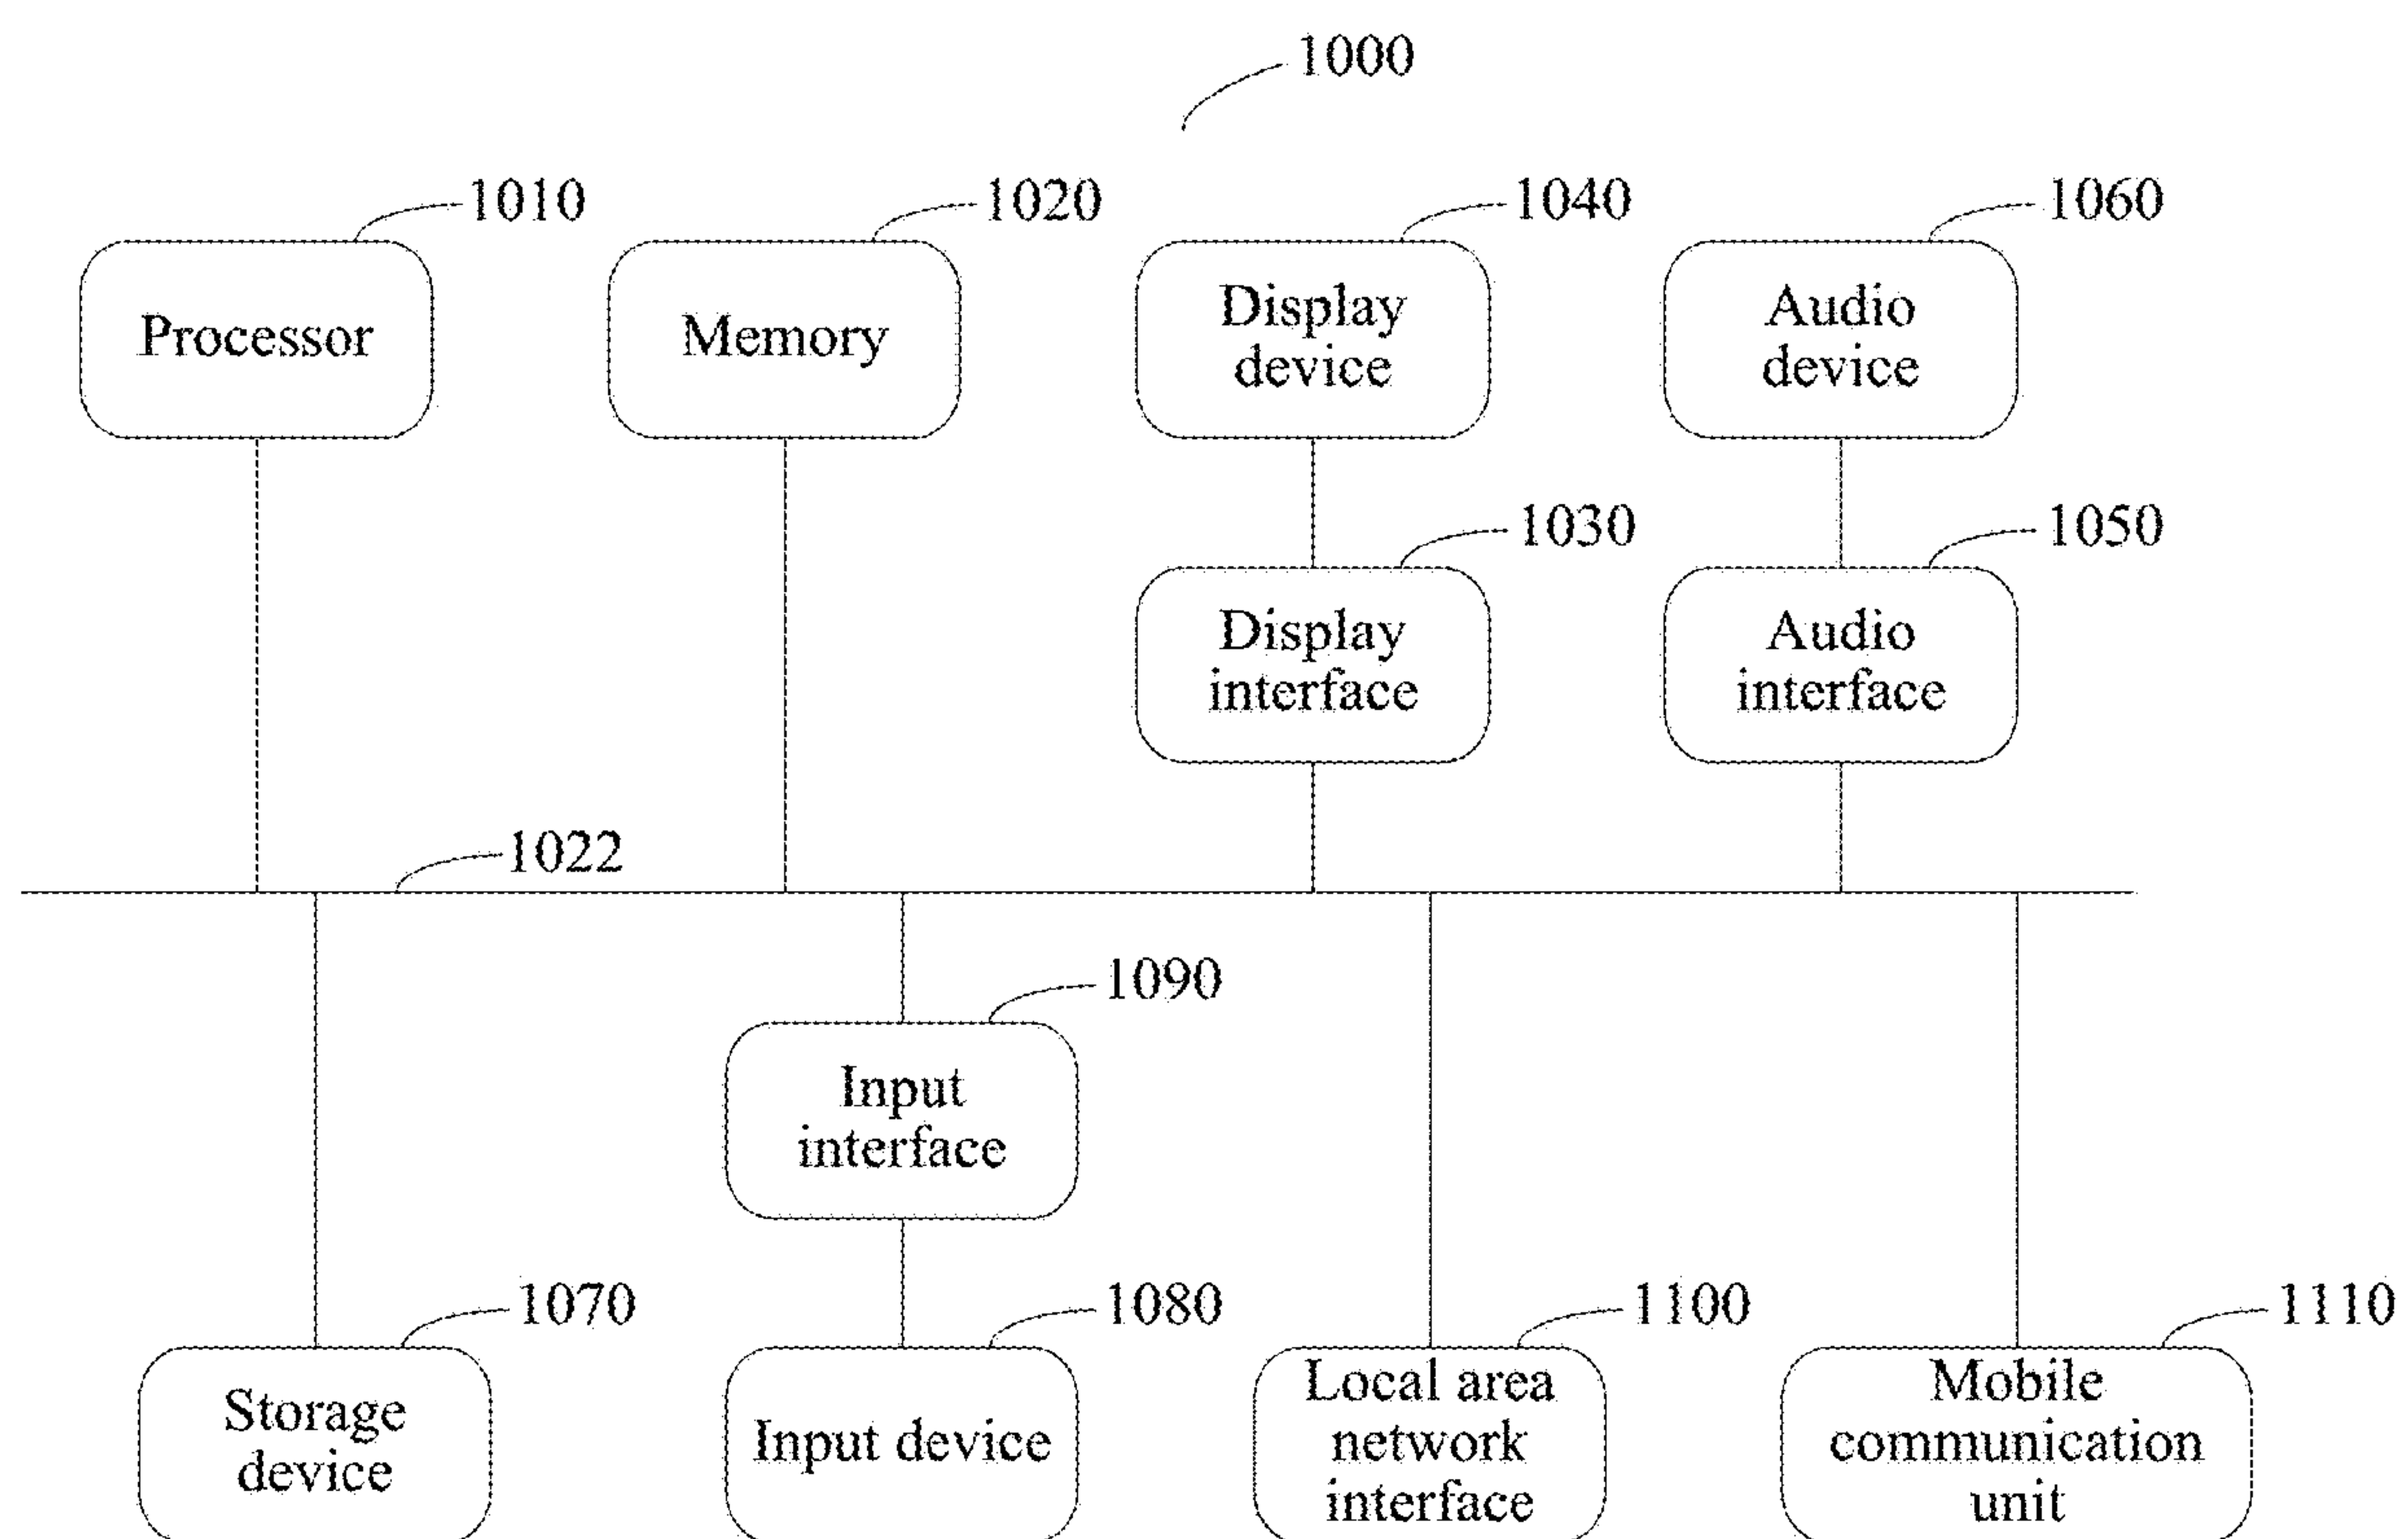 1000
1010
1020
1040
1060
Processor
Memory
Display
device
Audio
device
1030
1050
Display
interface
Audio
interface
1022
1090
Input
interface
1070
1080
1100
1110
Storage
device
Input device
Local area
network
interface
Mobile
communication
unit